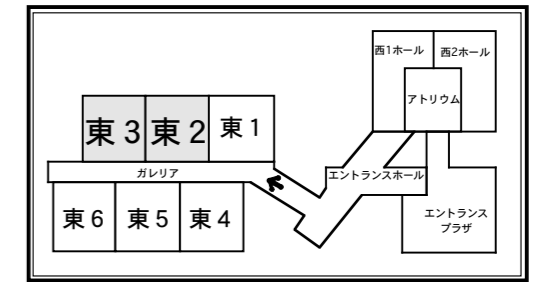 西1ホール
西2ホール
アトリウム
東3
東2
東1
ガレリア
エントランスホール
東6
東5
東4
エントランス
プラザ